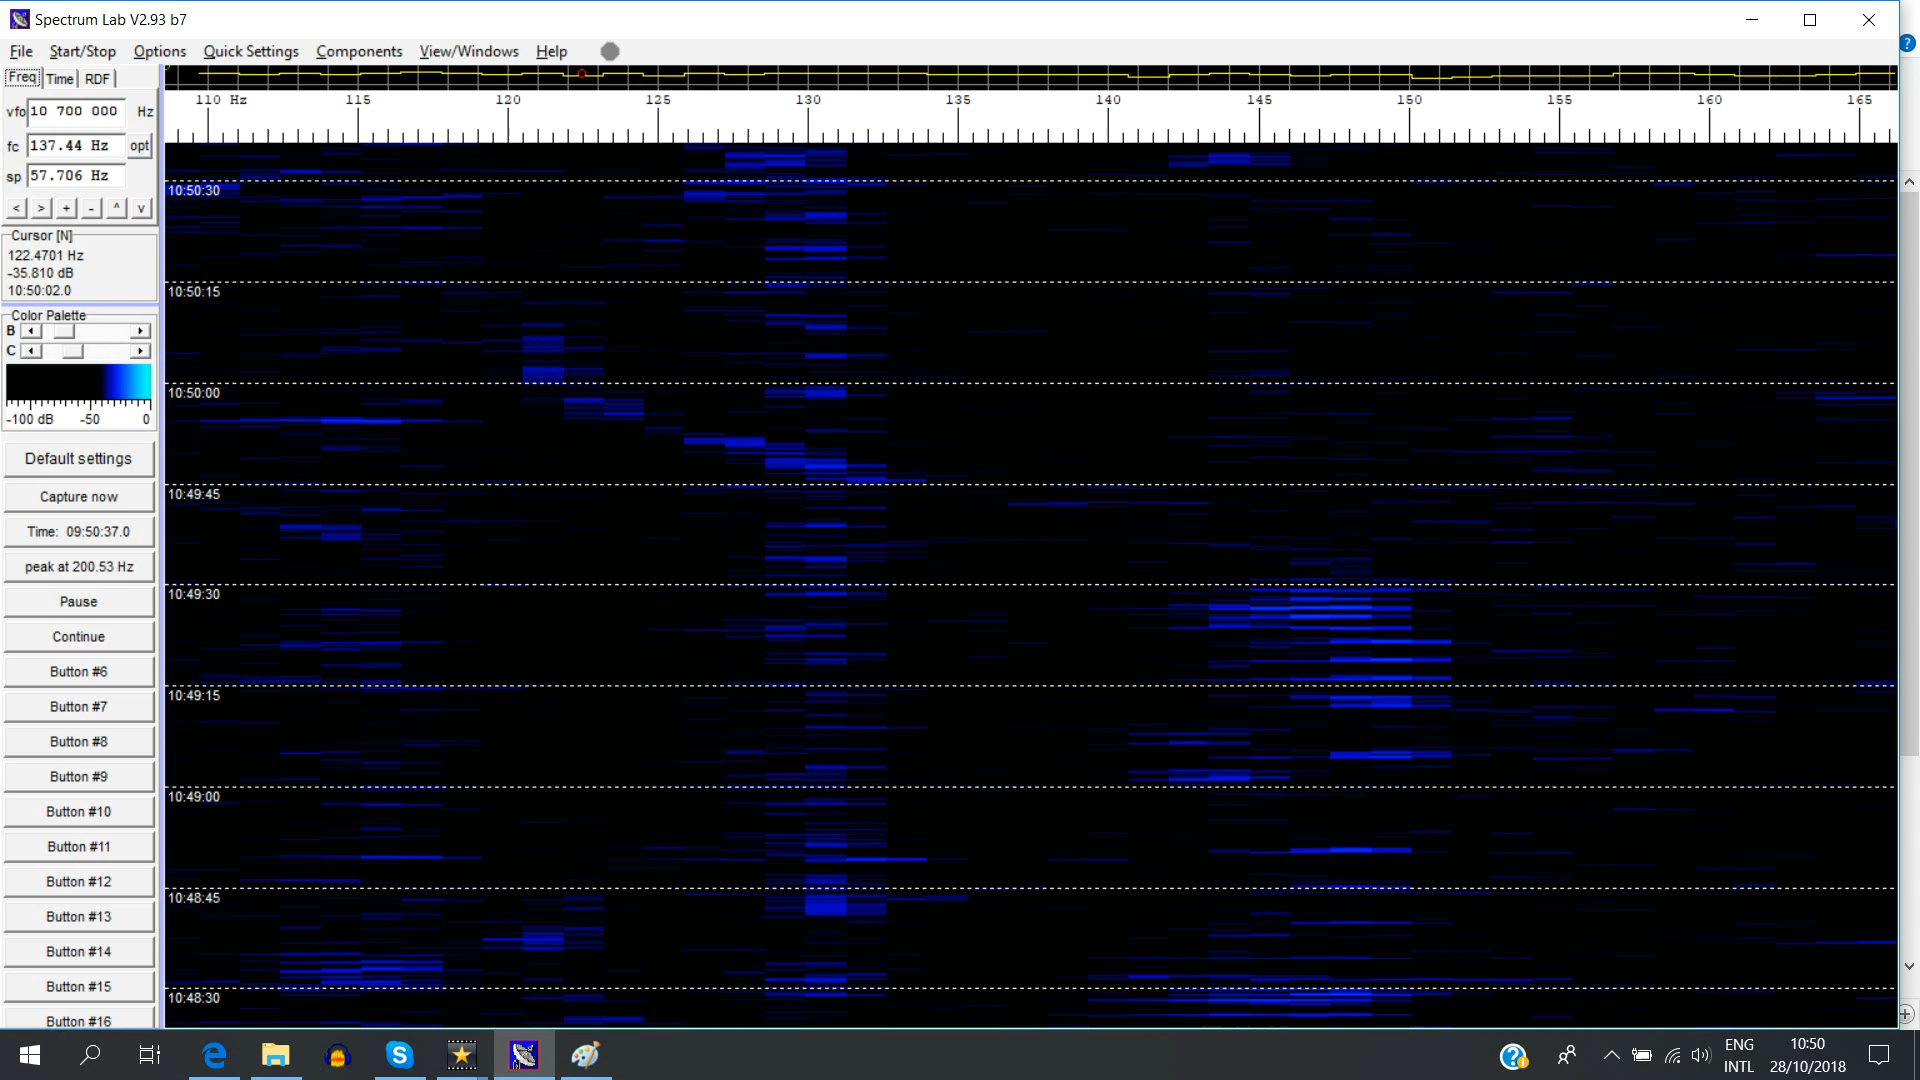 Spectrum Lab V2.93 b7
File Start/Stop Options Quick Settings Components View/Windows Help
Freq Time RDF
vfo 10 700 000 Hz
fc 137.44 Hz opt
sp 57.706 Hz
< > + - ^ v
Cursor [N]
122.4701 Hz
-35.810 dB
10:50:02.0
Color Palette
B
C
-100 dB -50 0
Default settings
Capture now
Time: 09:50:37.0
peak at 200.53 Hz
Pause
Continue
Button #6
Button #7
Button #8
Button #9
Button #10
Button #11
Button #12
Button #13
Button #14
Button #15
Button #16
110 Hz 115 120 125 130 135 140 145 150 155 160 165
10:50:30
10:50:15
10:50:00
10:49:45
10:49:30
10:49:15
10:49:00
10:48:45
10:48:30
ENG
INTL
10:50
28/10/2018